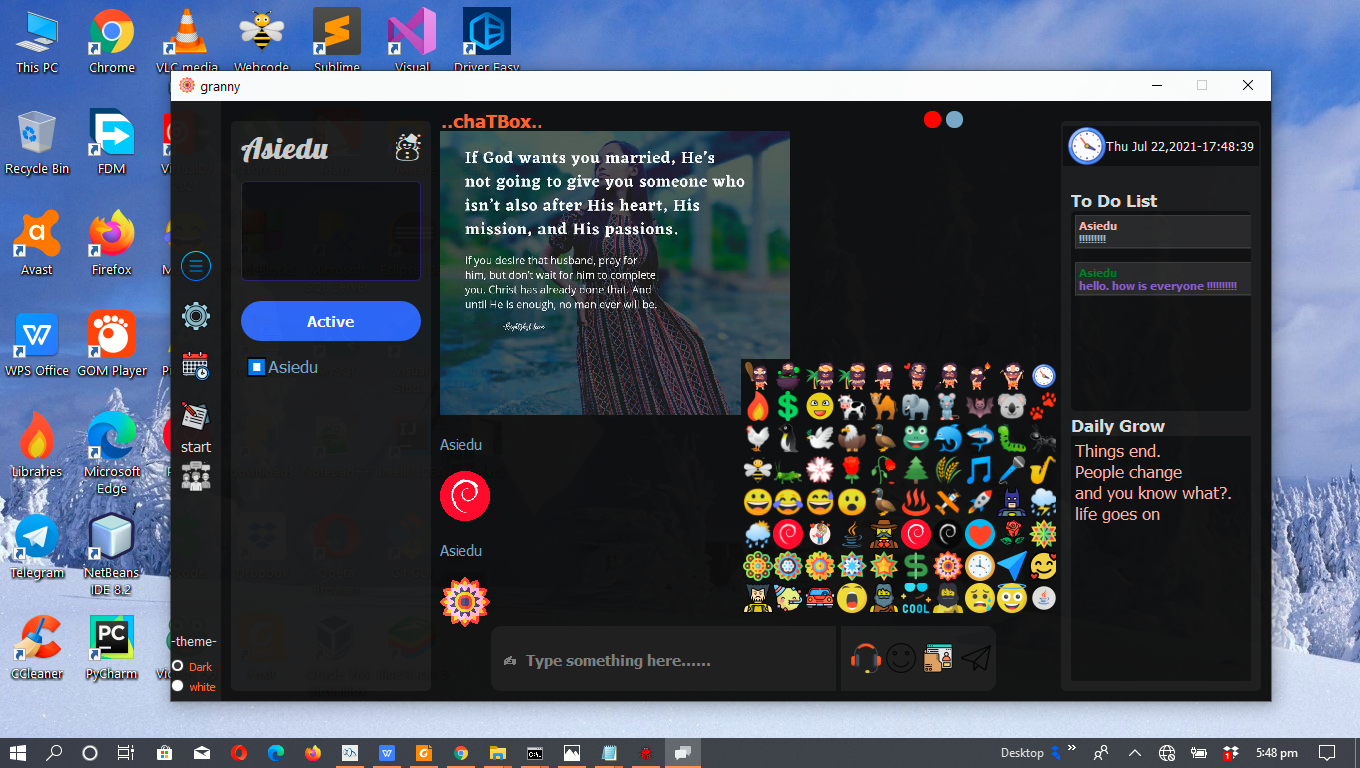 This PC
Chrome
VLC media
Webcode
Sublime
Visual
Driver Easy
granny
Recycle Bin
FDM
Avast
Firefox
WPS Office
GOM Player
Libraries
Microsoft
Edge
Telegram
NetBeans
IDE 8.2
CCleaner
PyCharm
start
-theme-
Dark
white
Asiedu
Active
Asiedu
..chaTBox..
If God wants you married, He's
not going to give you someone who
isn't also after His heart, His
mission, and His passions.
If you desire that husband, pray for
him, but don't wait for him to complete
you. Christ has already done that. And
until He is enough, no man ever will be.
Asiedu
Asiedu
COOL
Type something here......
Thu Jul 22,2021-17:48:39
To Do List
Asiedu
!!!!!!!!!
Asiedu
hello. how is everyone !!!!!!!!!!
Daily Grow
Things end.
People change
and you know what?.
life goes on
Desktop
5:48 pm